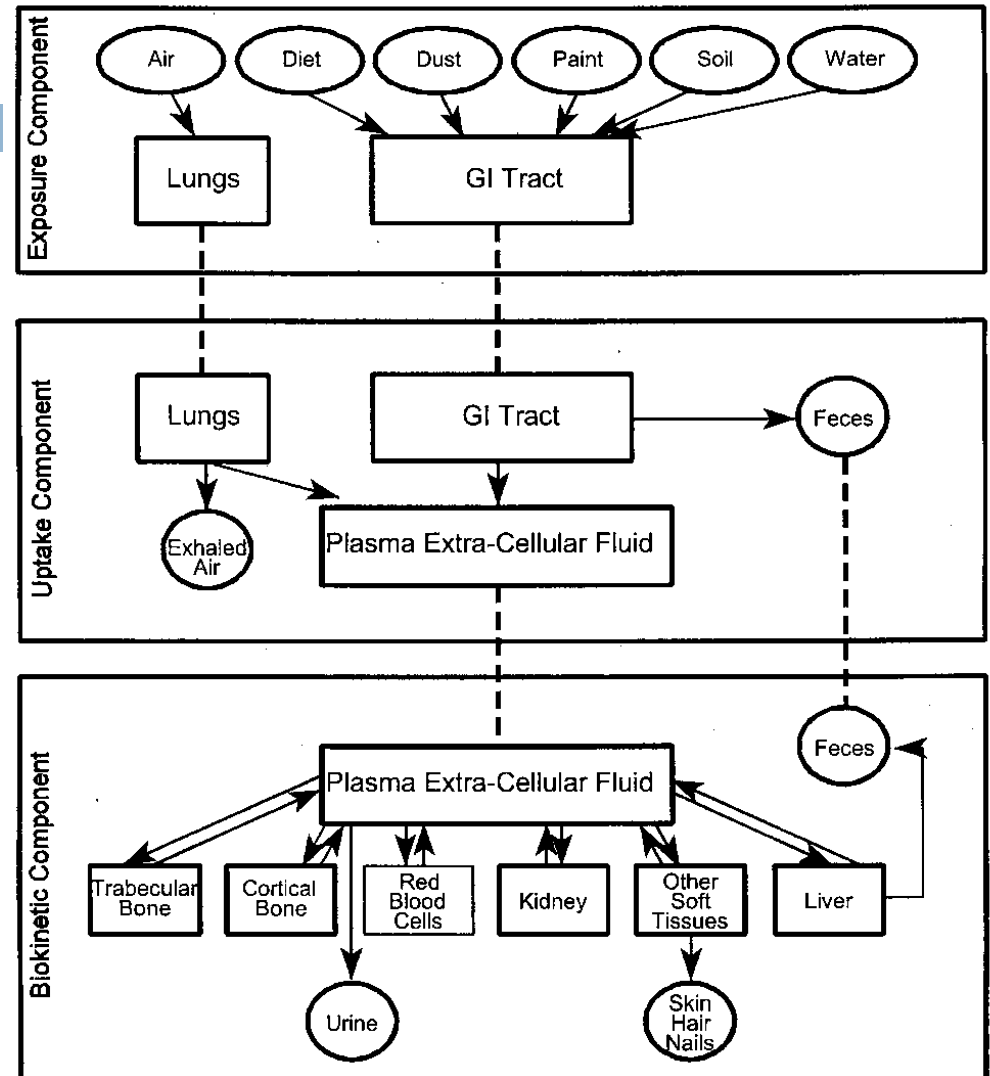 Exposure Component
Air
Diet
Dust
Paint
Soil
Water
Lungs
GI Tract
Uptake Component
Lungs
GI Tract
Feces
Exhaled
Air
Plasma Extra-Cellular Fluid
Biokinetic Component
Feces
Plasma Extra-Cellular Fluid
Trabecular
Bone
Cortical
Bone
Red
Blood
Cells
Kidney
Other
Soft
Tissues
Liver
Urine
Skin
Hair
Nails